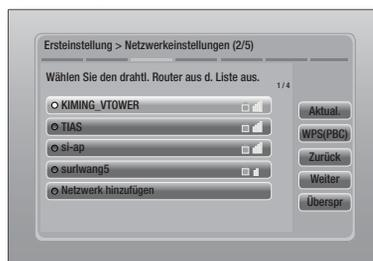 Ersteinstellung > Netzwerkeinstellungen (2/5)
Wählen Sie den drahtl. Router aus d. Liste aus.
1/4
KIMING_VTOWER
TIAS
si-ap
surlwang5
Netzwerk hinzufügen
Aktual.
WPS(PBC)
Zurück
Weiter
Überspr